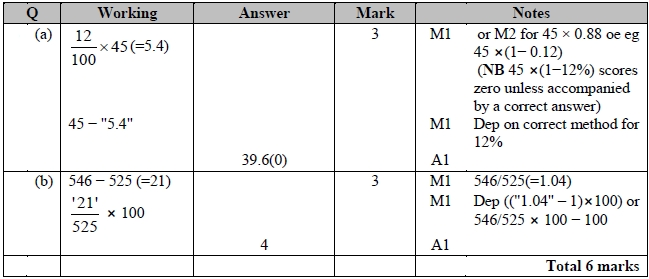 Q Working Answer Mark Notes
(a) 12/100 × 45 (=5.4) 3 M1 or M2 for 45 × 0.88 oe eg
45 ×(1− 0.12)
(NB 45 ×(1−12%) scores
zero unless accompanied
by a correct answer)
45 − "5.4" M1 Dep on correct method for
12%
39.6(0) A1
(b) 546 − 525 (=21) 3 M1 546/525(=1.04)
'21'/525 × 100 M1 Dep (("1.04" – 1)×100) or
546/525 × 100 − 100
4 A1
Total 6 marks